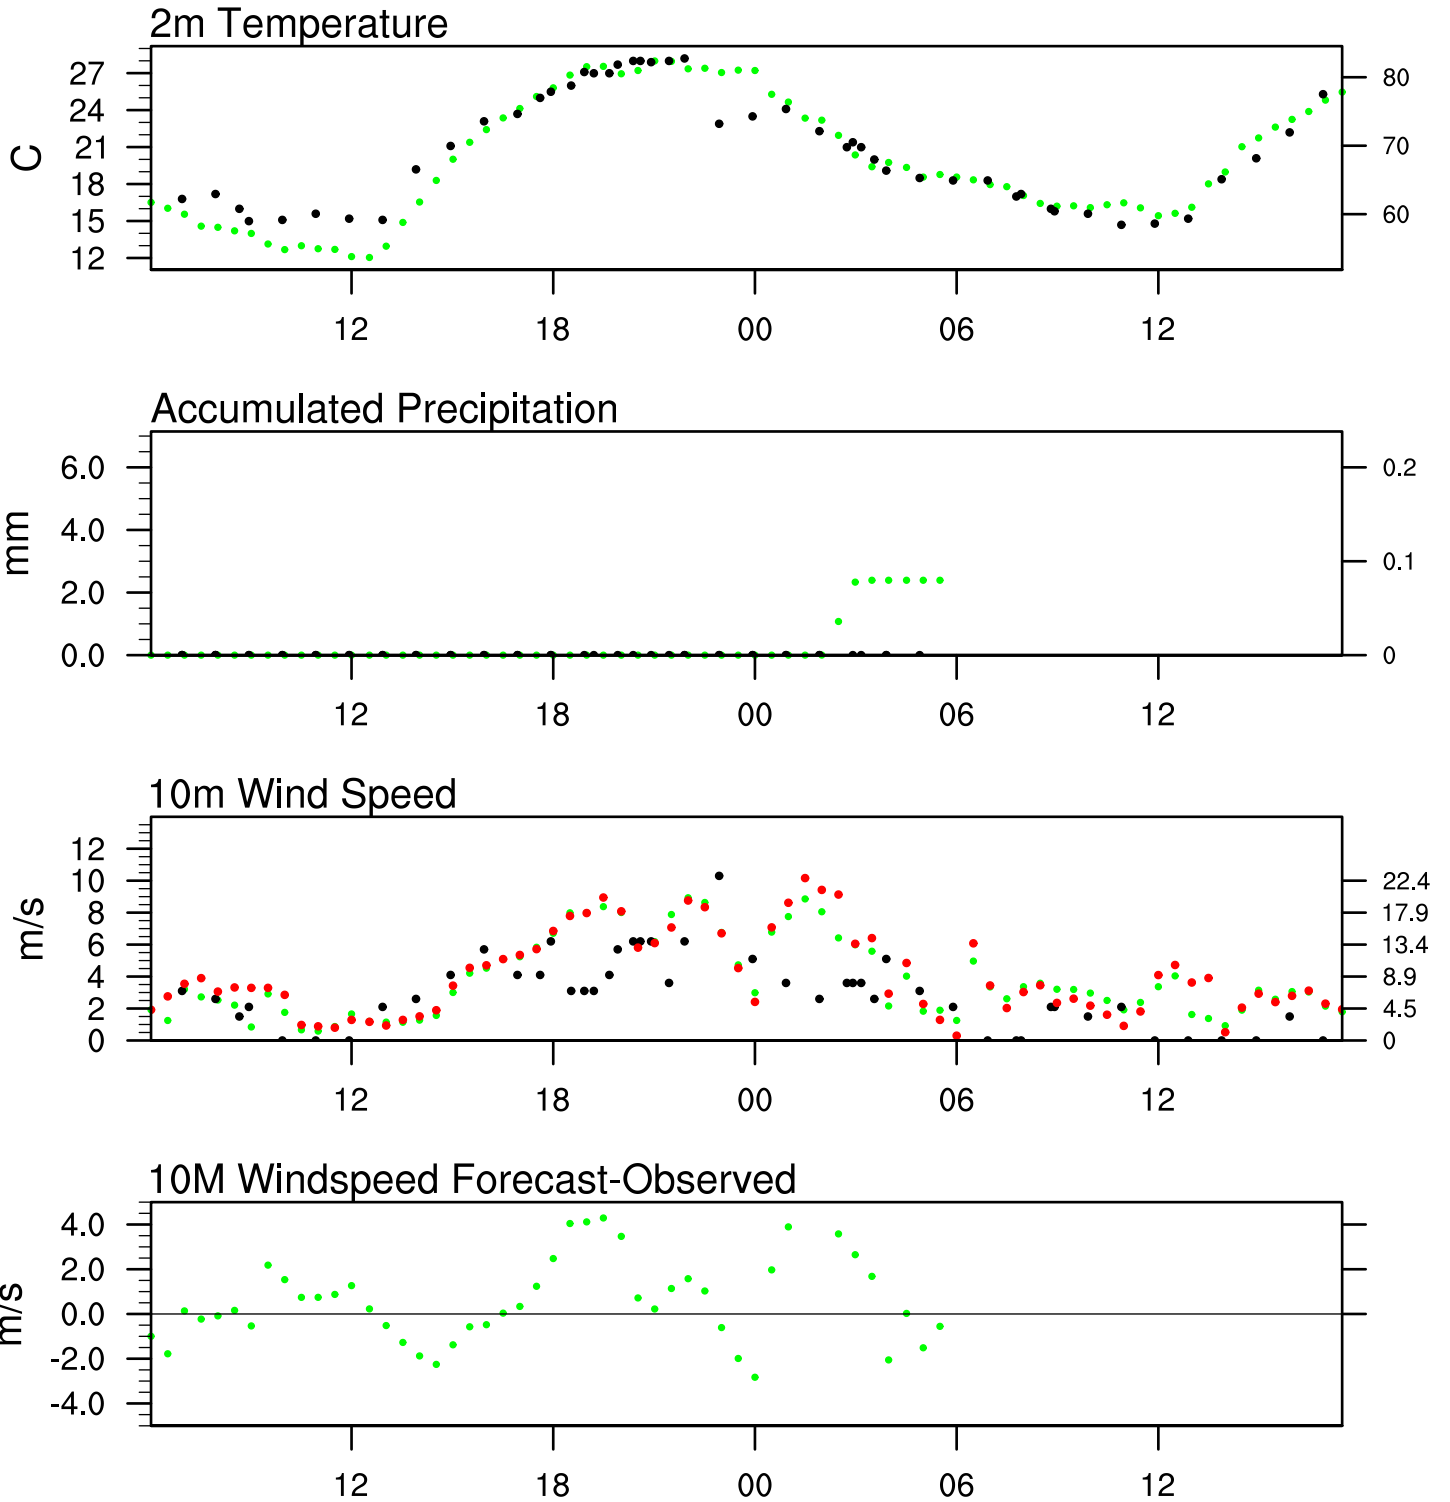 2m Temperature
27
24
21
18
15
12
C
80
70
60
12 18 00 06 12
Accumulated Precipitation
6.0
4.0
2.0
0.0
mm
0.2
0.1
0
12 18 00 06 12
10m Wind Speed
12
10
8
6
4
2
0
m/s
22.4
17.9
13.4
8.9
4.5
0
12 18 00 06 12
10M Windspeed Forecast-Observed
4.0
2.0
0.0
-2.0
-4.0
m/s
12 18 00 06 12